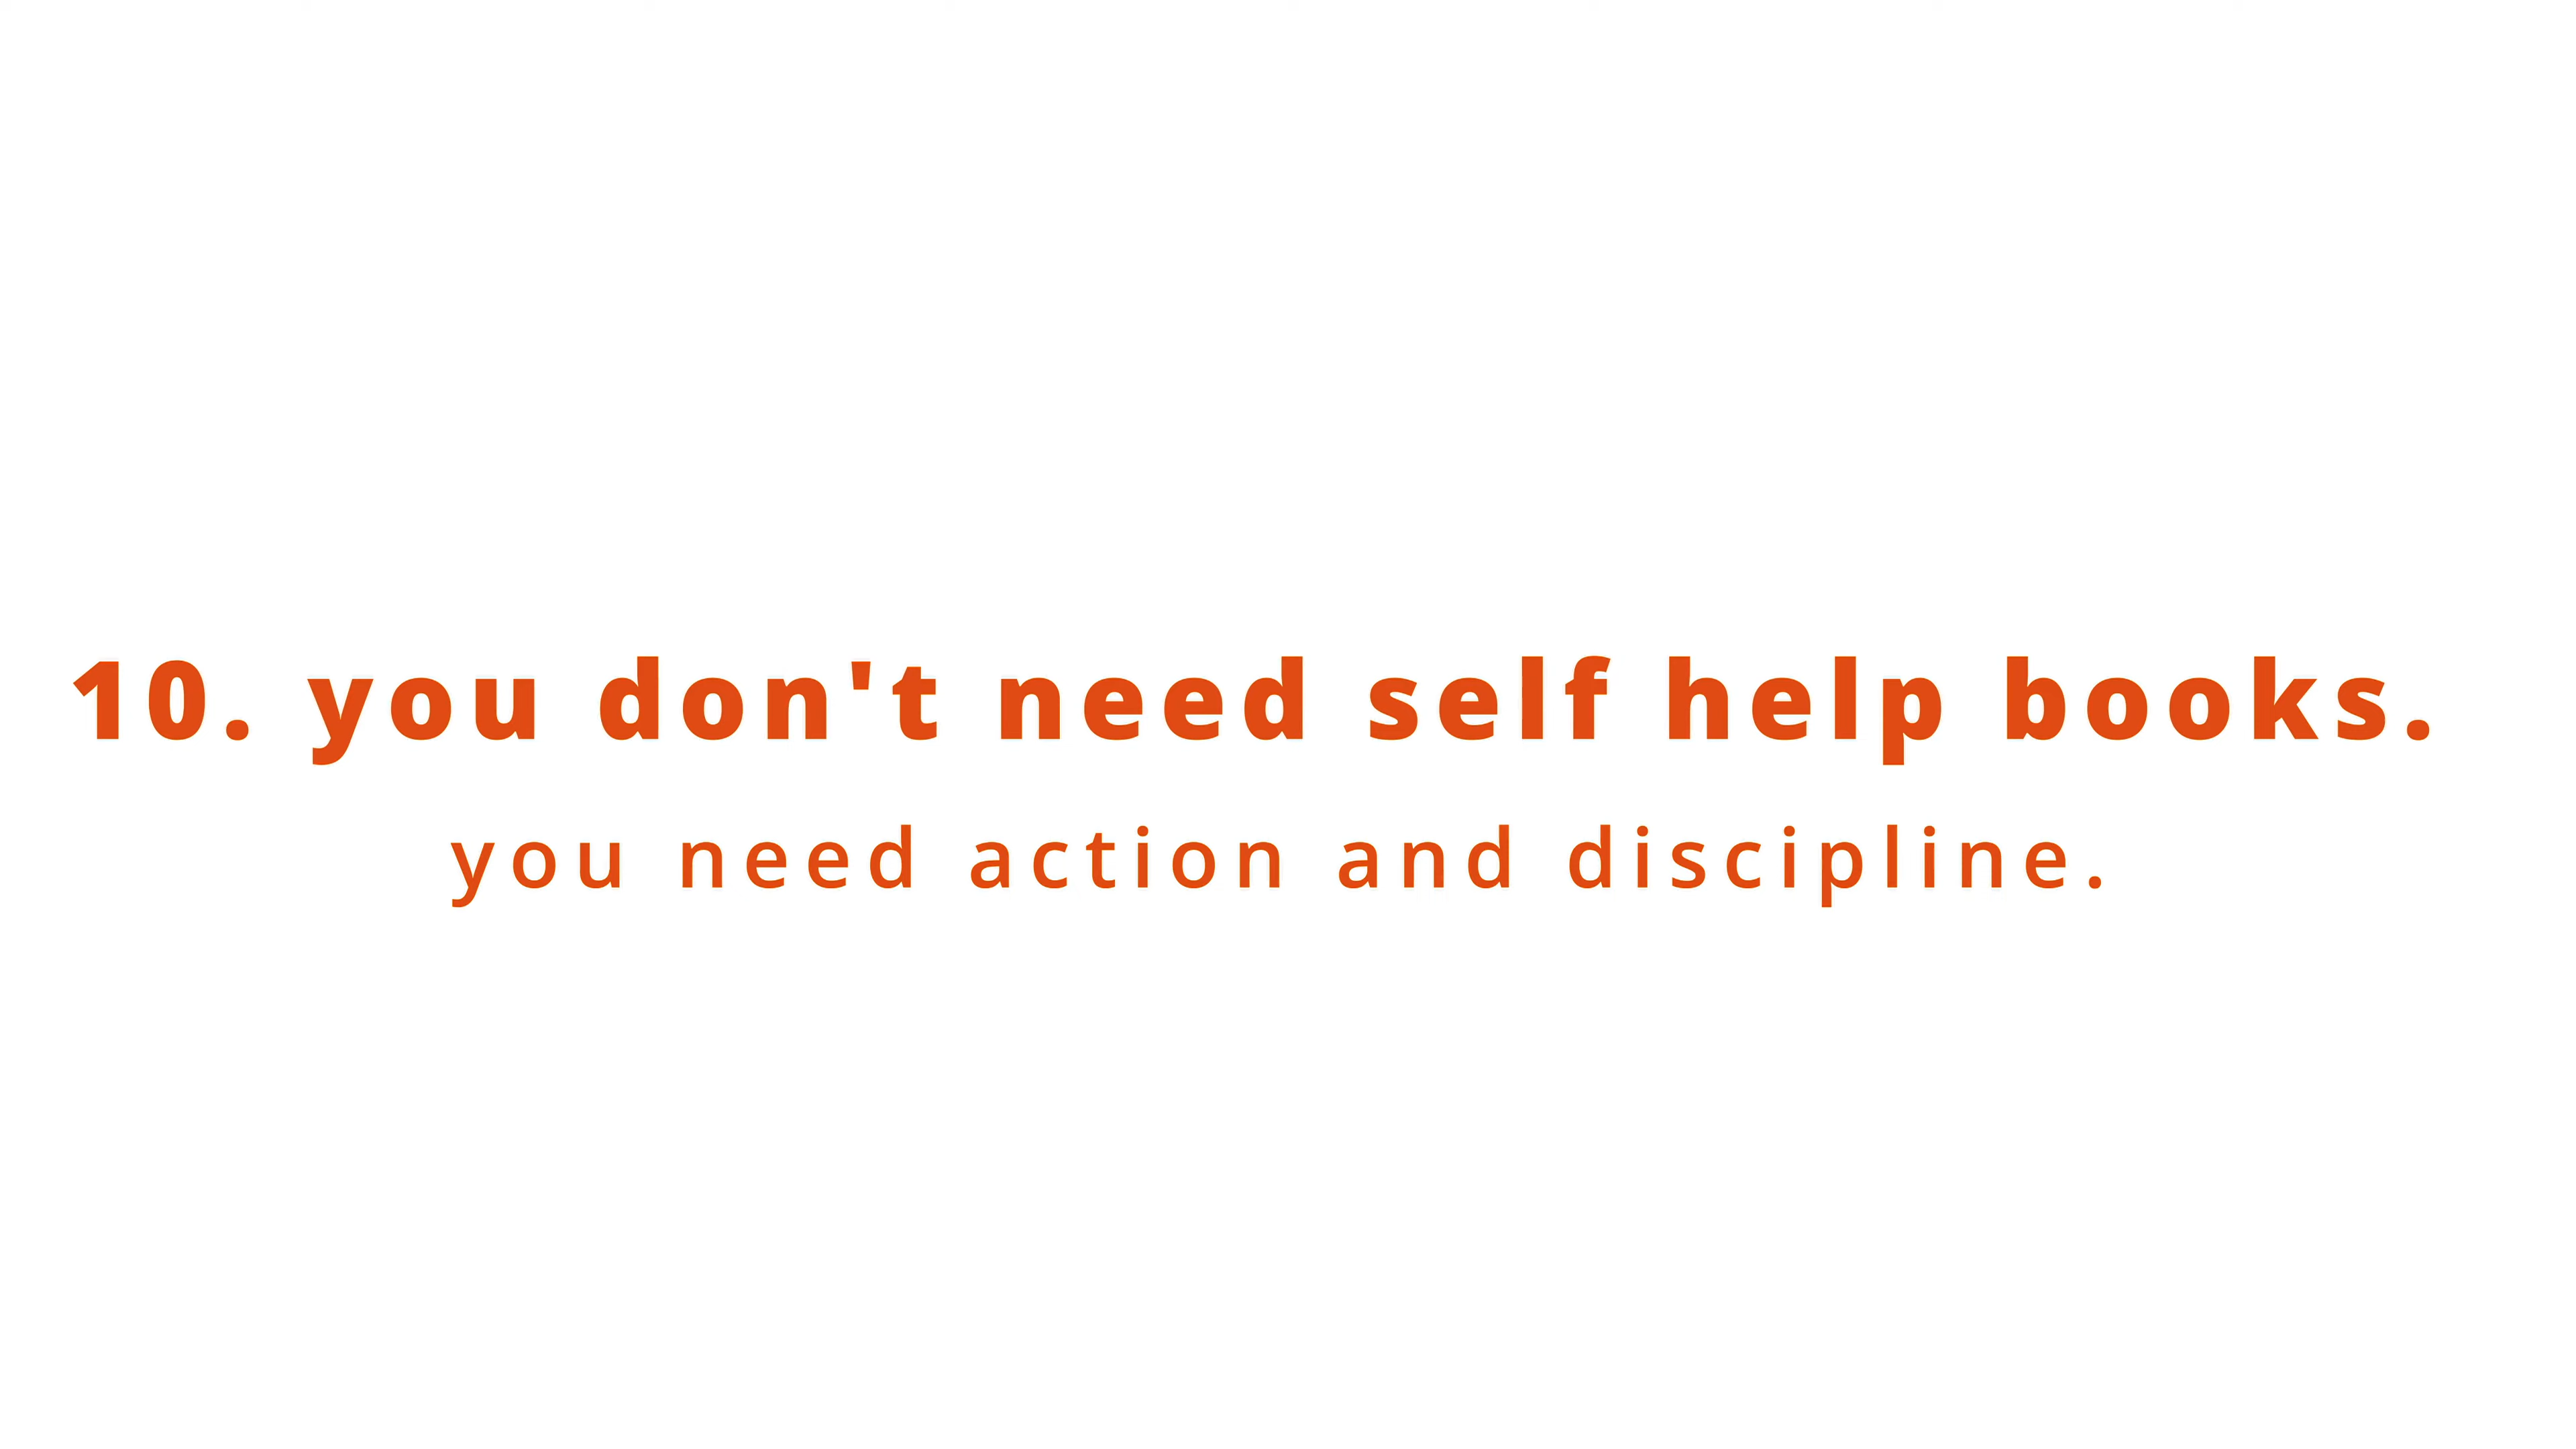 10. you don't need self help books.
you need action and discipline.